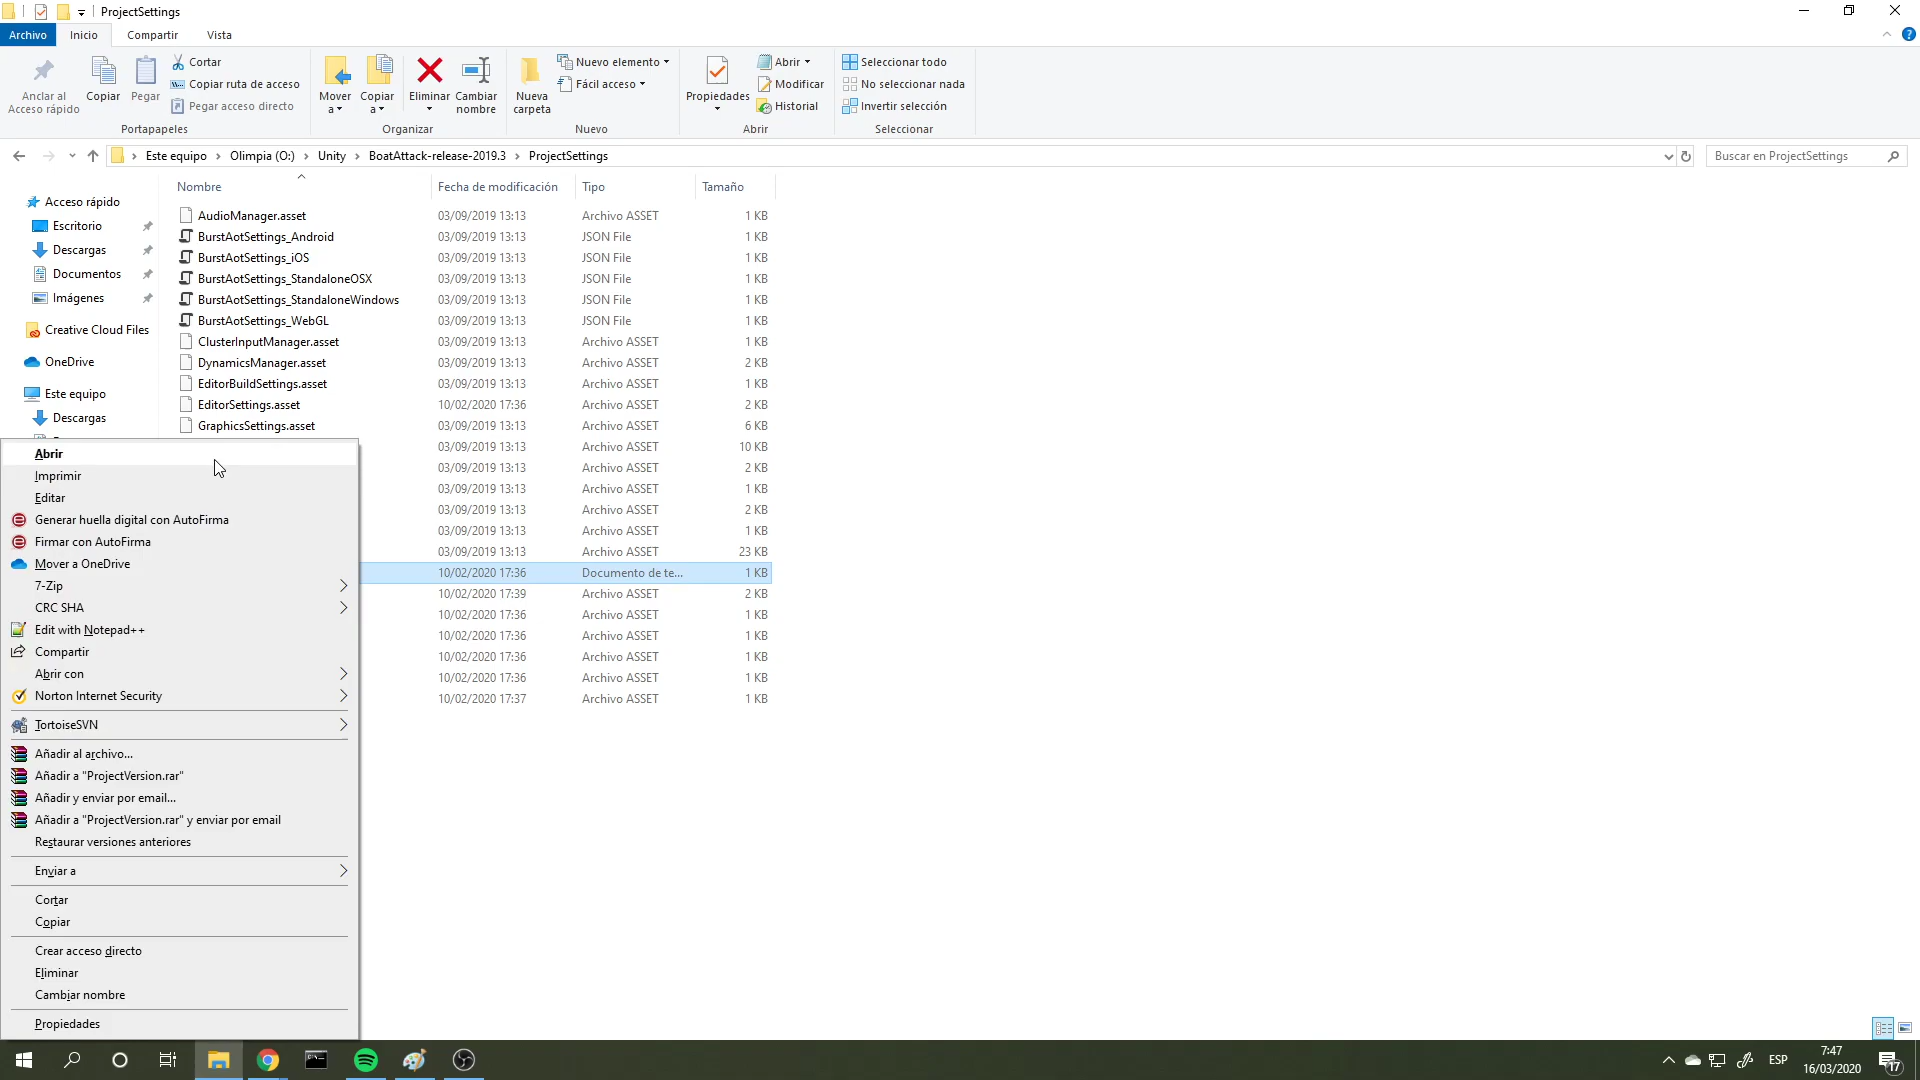 ProjectSettings
Archivo Inicio Compartir Vista
Anclar al Acceso rápido
Copiar
Pegar
Cortar
Copiar ruta de acceso
Pegar acceso directo
Portapapeles
Mover a
Copiar a
Eliminar
Cambiar nombre
Organizar
Nueva carpeta
Nuevo elemento
Fácil acceso
Nuevo
Propiedades
Abrir
Modificar
Historial
Abrir
Seleccionar todo
No seleccionar nada
Invertir selección
Seleccionar
Este equipo > Olimpia (O:) > Unity > BoatAttack-release-2019.3 > ProjectSettings
Buscar en ProjectSettings
Acceso rápido
Escritorio
Descargas
Documentos
Imágenes
Creative Cloud Files
OneDrive
Este equipo
Descargas
Nombre Fecha de modificación Tipo Tamaño
AudioManager.asset 03/09/2019 13:13 Archivo ASSET 1 KB
BurstAotSettings_Android 03/09/2019 13:13 JSON File 1 KB
BurstAotSettings_iOS 03/09/2019 13:13 JSON File 1 KB
BurstAotSettings_StandaloneOSX 03/09/2019 13:13 JSON File 1 KB
BurstAotSettings_StandaloneWindows 03/09/2019 13:13 JSON File 1 KB
BurstAotSettings_WebGL 03/09/2019 13:13 JSON File 1 KB
ClusterInputManager.asset 03/09/2019 13:13 Archivo ASSET 1 KB
DynamicsManager.asset 03/09/2019 13:13 Archivo ASSET 2 KB
EditorBuildSettings.asset 03/09/2019 13:13 Archivo ASSET 1 KB
EditorSettings.asset 10/02/2020 17:36 Archivo ASSET 2 KB
GraphicsSettings.asset 03/09/2019 13:13 Archivo ASSET 6 KB
03/09/2019 13:13 Archivo ASSET 10 KB
03/09/2019 13:13 Archivo ASSET 2 KB
03/09/2019 13:13 Archivo ASSET 1 KB
03/09/2019 13:13 Archivo ASSET 2 KB
03/09/2019 13:13 Archivo ASSET 1 KB
03/09/2019 13:13 Archivo ASSET 23 KB
10/02/2020 17:36 Documento de te... 1 KB
10/02/2020 17:39 Archivo ASSET 2 KB
10/02/2020 17:36 Archivo ASSET 1 KB
10/02/2020 17:36 Archivo ASSET 1 KB
10/02/2020 17:36 Archivo ASSET 1 KB
10/02/2020 17:36 Archivo ASSET 1 KB
10/02/2020 17:37 Archivo ASSET 1 KB
Abrir
Imprimir
Editar
Generar huella digital con AutoFirma
Firmar con AutoFirma
Mover a OneDrive
7-Zip
CRC SHA
Edit with Notepad++
Compartir
Abrir con
Norton Internet Security
TortoiseSVN
Añadir al archivo...
Añadir a "ProjectVersion.rar"
Añadir y enviar por email...
Añadir a "ProjectVersion.rar" y enviar por email
Restaurar versiones anteriores
Enviar a
Cortar
Copiar
Crear acceso directo
Eliminar
Cambiar nombre
Propiedades
ESP
7:47
16/03/2020
17